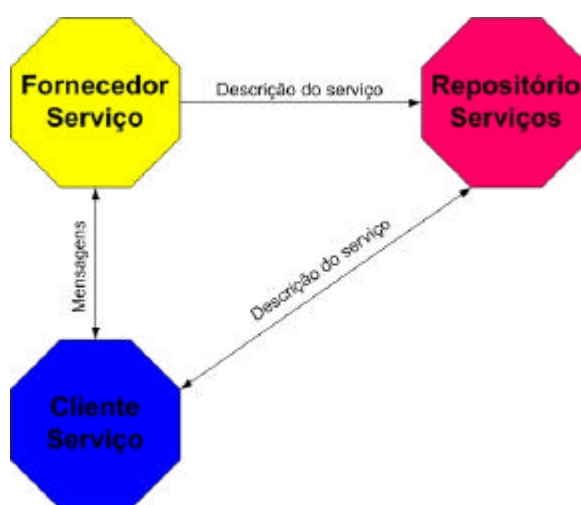 Fornecedor
Serviço
Descrição do serviço
Repositório
Serviços
Mensagens
Descrição do serviço
Cliente
Serviço